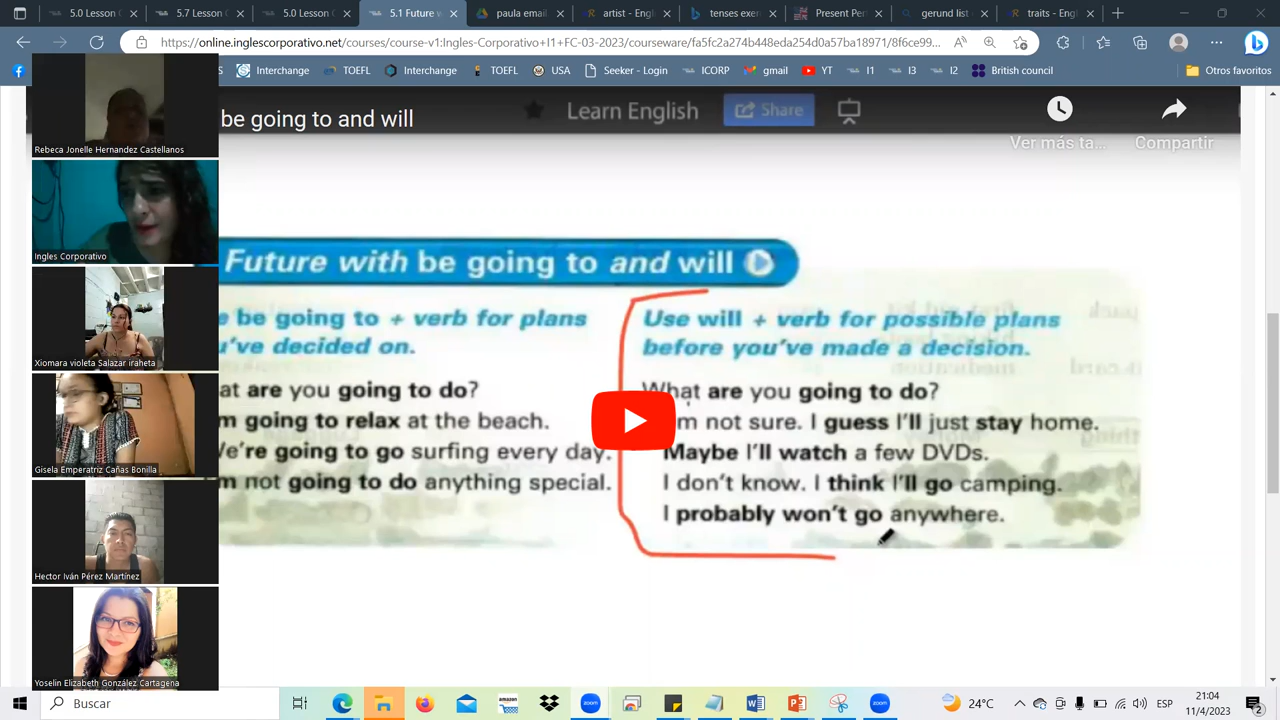 5.7 L
5.0 Lesson
5.1 Future w
paula email
artist - Engl
tenses exer
Present Per
gerund list -
traits - Engl
https://online.inglescorporativo.net/courses/course-v1:Ingles-Corporativo+I1+FC-03-2023/courseware/fa5fc2a274b448eda254d0a57ba18971/8f6ce99...
S Interchange TOEFL Interchange TOEFL USA Seeker - Login ICORP gmail YT I1 I3 I2 British council Otros favoritos
be going to and will
Learn English
Share
Ver más ta...
Compartir
Rebeca Jonelle Hernandez Castellanos
Ingles Corporativo
Xiomara violeta Salazar iraheta
Gisela Emperatriz Cañas Bonilla
Hector Iván Pérez Martínez
Yoselin Elizabeth González Cartagena
Future with be going to and will
e be going to + verb for plans
u've decided on.
at are you going to do?
m going to relax at the beach.
We're going to go surfing every day.
m not going to do anything special.
Use will + verb for possible plans
before you've made a decision.
What are you going to do?
m not sure. I guess I'll just stay home.
Maybe I'll watch a few DVDs.
I don't know. I think I'll go camping.
I probably won't go anywhere.
Buscar
amazon
zoom
zoom
24°C
ESP
21:04
11/4/2023
2